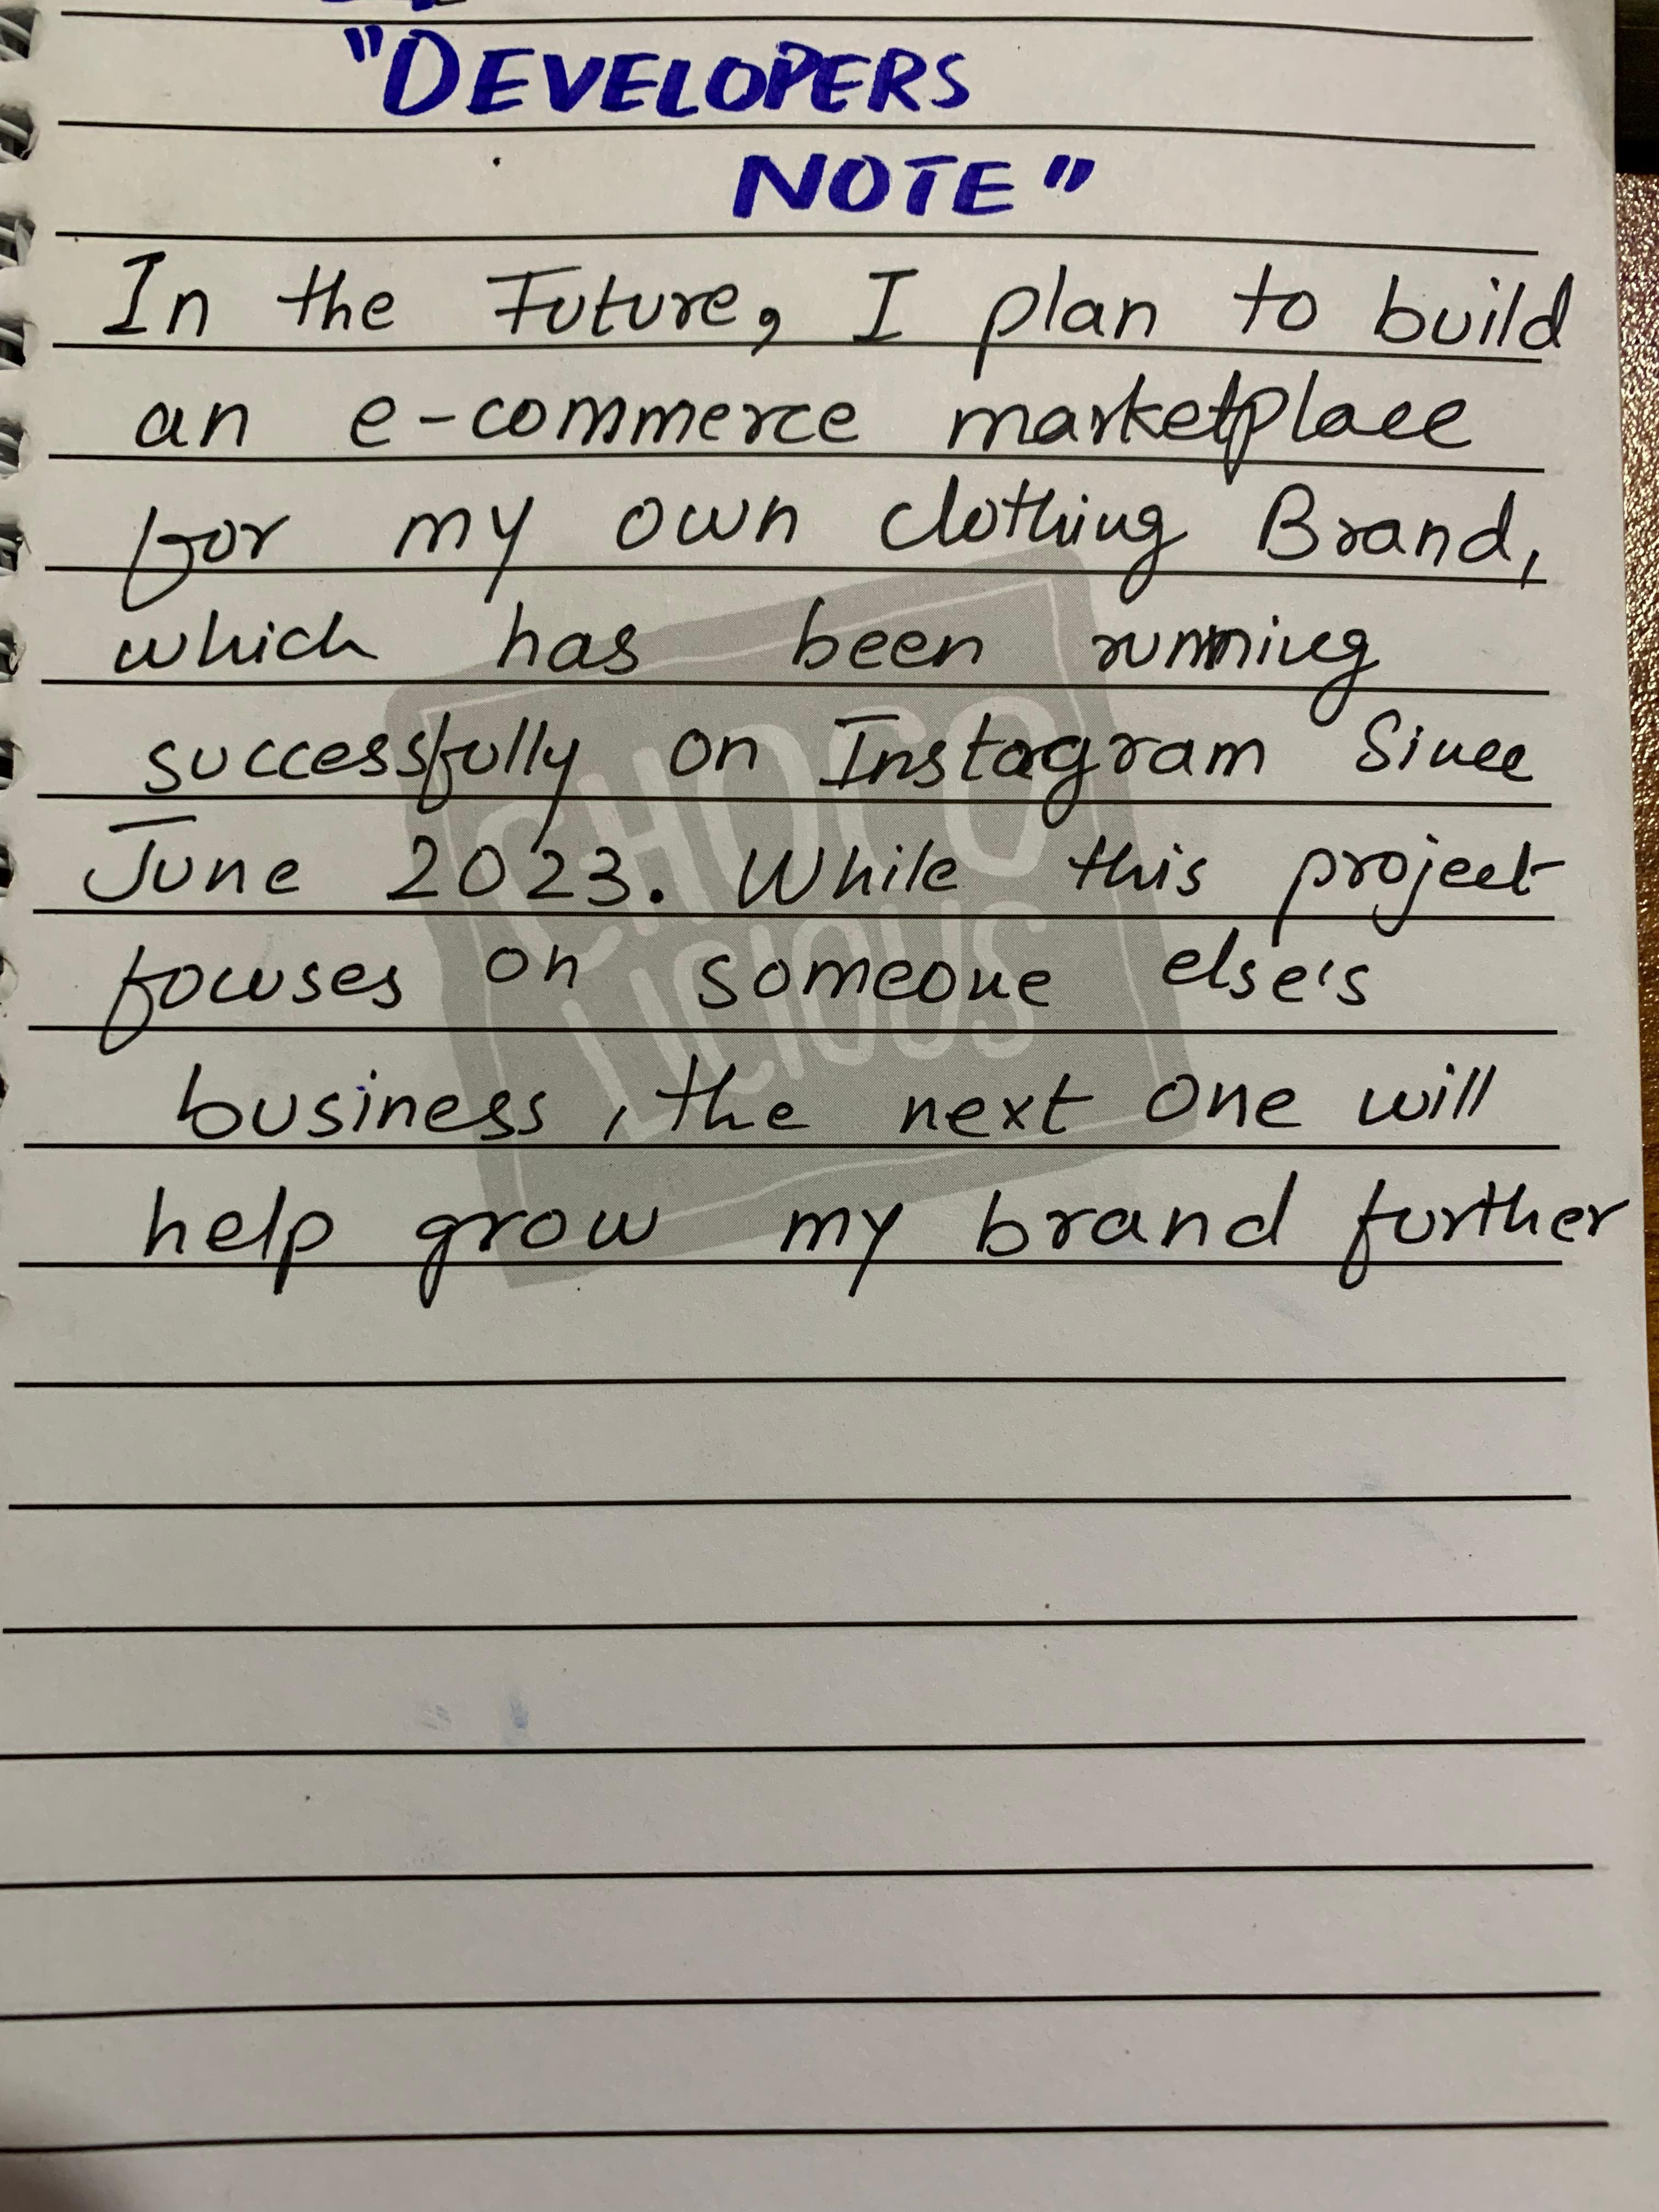 "DEVELOPERS
NOTE"
In the Future, I plan to build
an e-commerce marketplace
for my own clothing Brand,
which has been running
successfully on Instagram Since
June 2023. While this project
focuses on someone else's
business, the next one will
help grow my brand further
CHOCO
LICIOUS